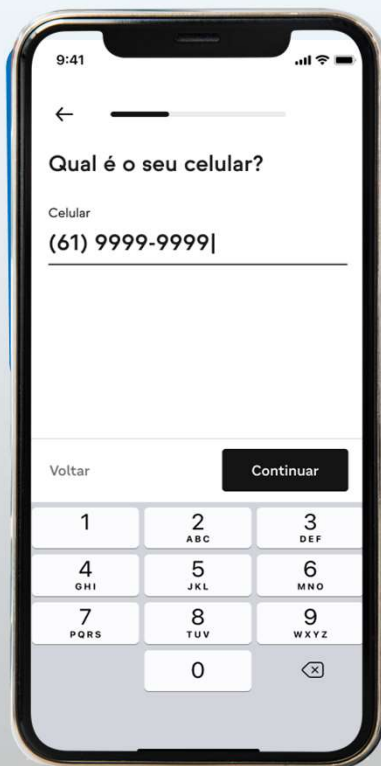 9:41
Qual é o seu celular?
Celular
(61) 9999-9999
Voltar
Continuar
1
2
ABC
3
DEF
4
GHI
5
JKL
6
MNO
7
PQRS
8
TUV
9
WXYZ
0